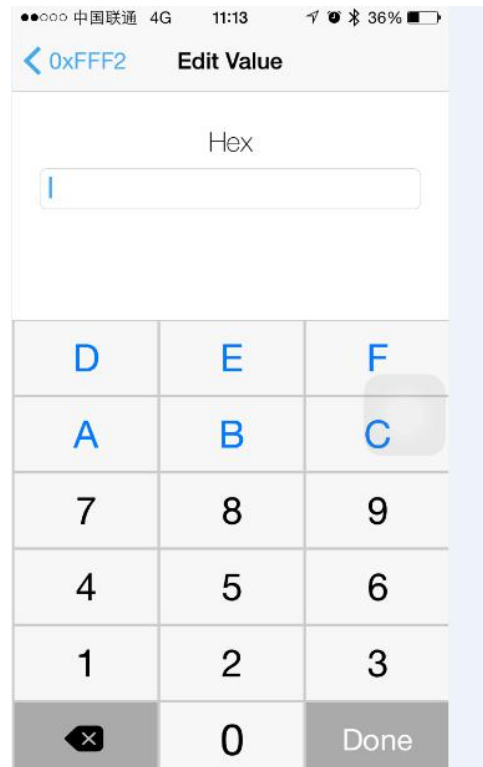 中国联通 4G 11:13 36%
0xFFF2 Edit Value
Hex
D E F
A B C
7 8 9
4 5 6
1 2 3
0 Done